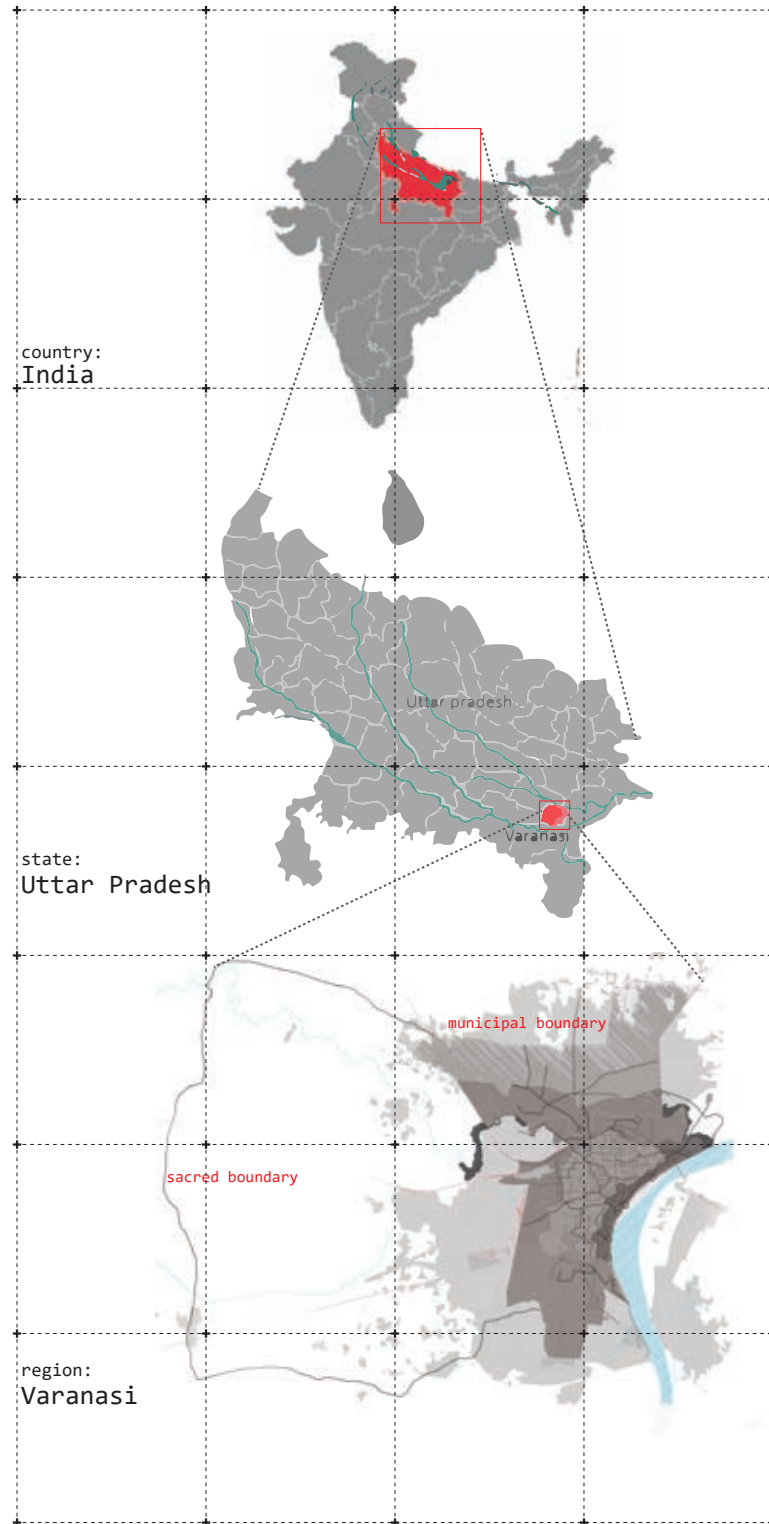 country:
India
Uttar pradesh
Varanasi
state:
Uttar Pradesh
municipal boundary
sacred boundary
region:
Varanasi